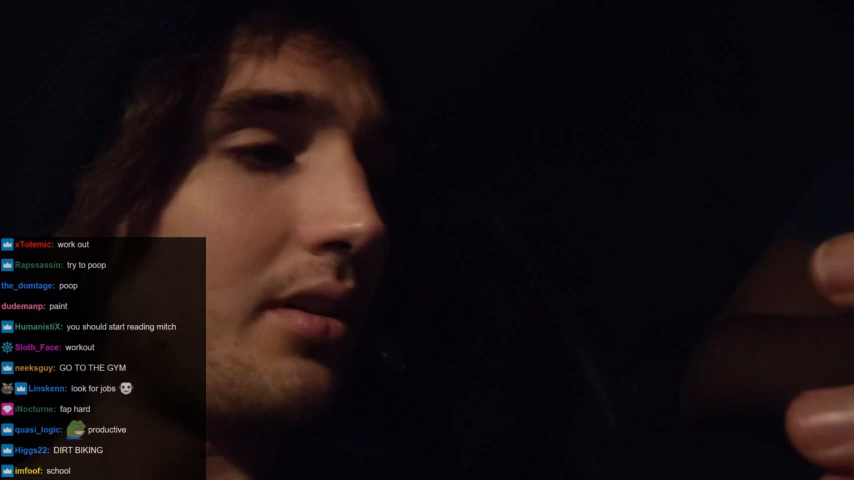 xTotemic: work out
Rapssassin: try to poop
the_domtage: poop
dudemanp: paint
HumanistiX: you should start reading mitch
Sloth_Face: workout
neeksguy: GO TO THE GYM
Linskenn: look for jobs
iNocturne: fap hard
quasi_logic: productive
Higgs22: DIRT BIKING
imfoof: school